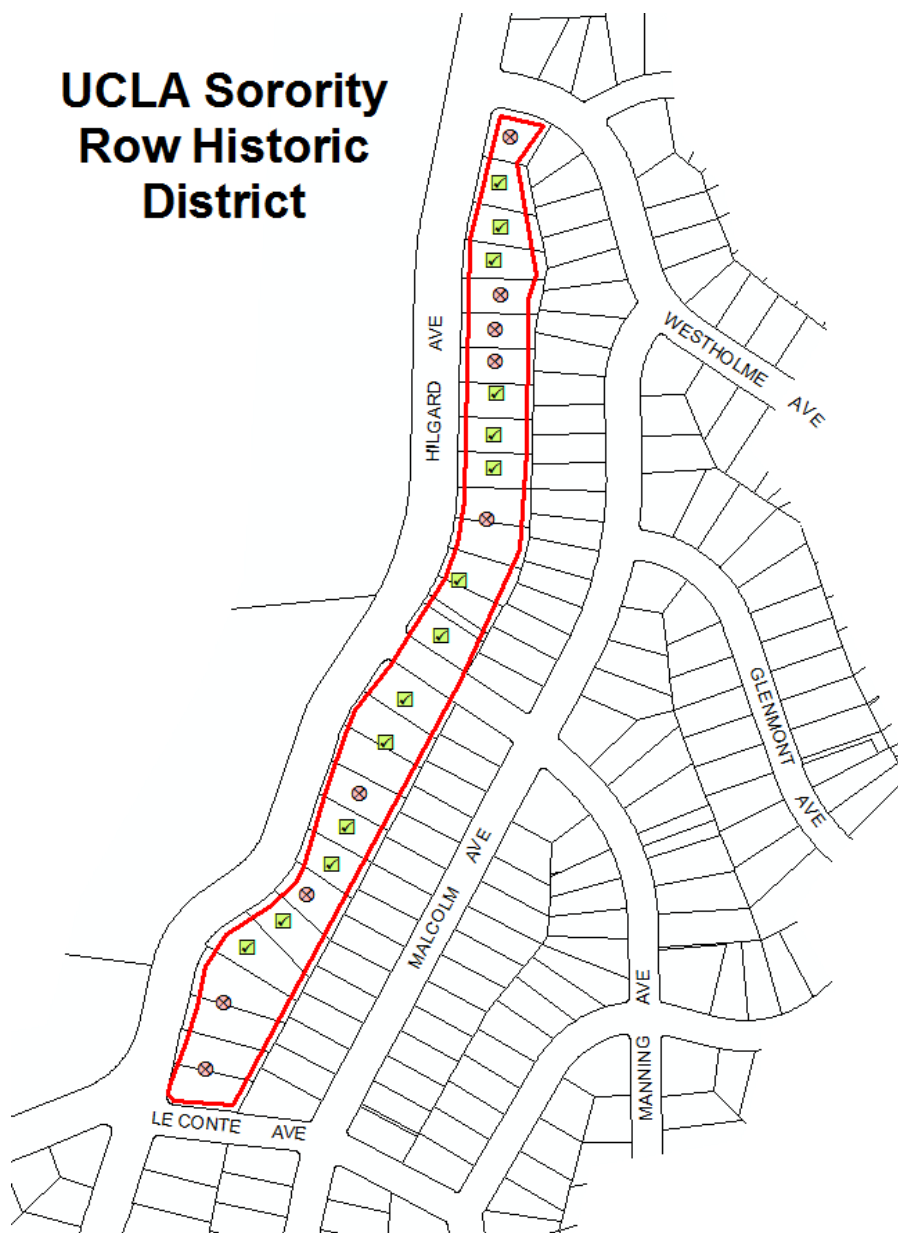 UCLA Sorority
Row Historic
District
HILGARD AVE
WESTHOLME AVE
GLENMONT AVE
MALCOLM AVE
MANNING AVE
LE CONTE AVE